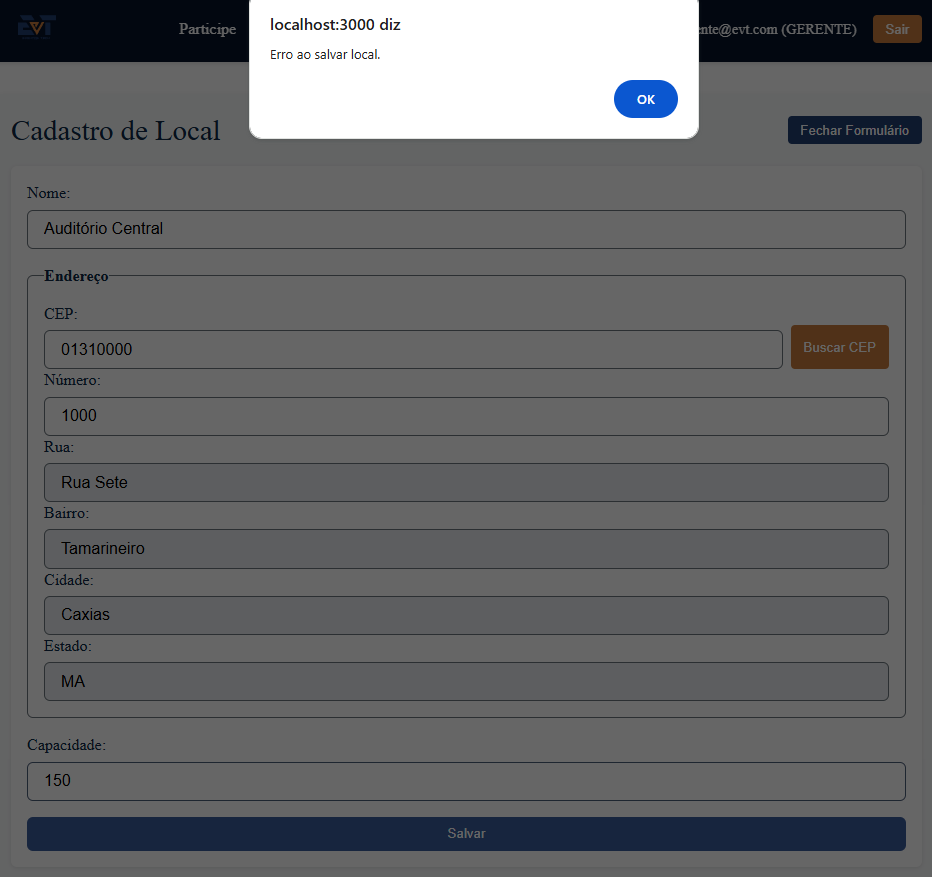 localhost:3000 diz
Erro ao salvar local.
OK
EVT
Participe
@evt.com (GERENTE)
Sair
Cadastro de Local
Fechar Formulário
Nome:
Auditório Central
Endereço
CEP:
01310000
Buscar CEP
Número:
1000
Rua:
Rua Sete
Bairro:
Tamarineiro
Cidade:
Caxias
Estado:
MA
Capacidade:
150
Salvar